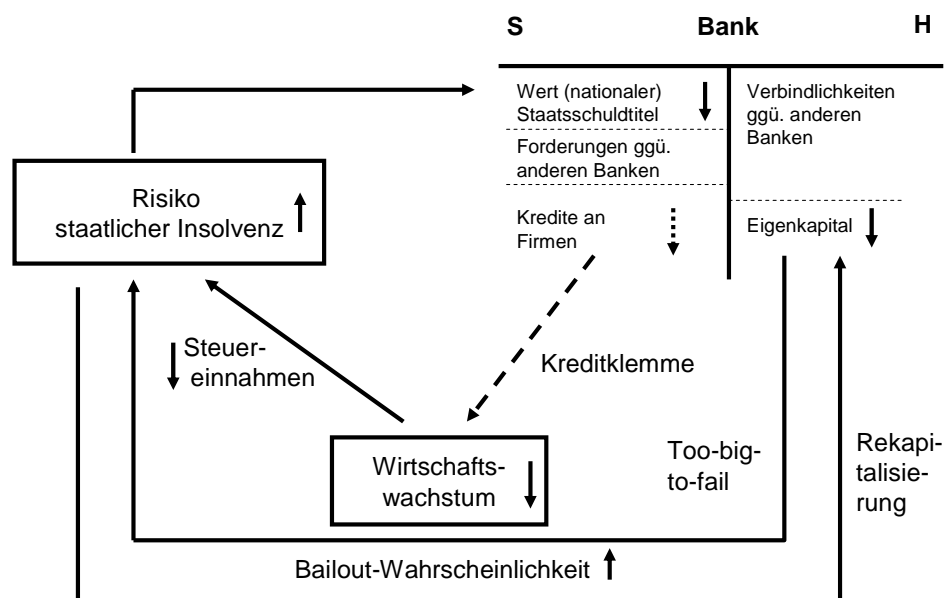 S Bank H
Wert (nationaler)
Staatsschuldtitel
Forderungen ggü.
anderen Banken
Kredite an
Firmen
Verbindlichkeiten
ggü. anderen
Banken
Eigenkapital
Risiko
staatlicher Insolvenz
Steuer-
einnahmen
Kreditklemme
Wirtschafts-
wachstum
Too-big-
to-fail
Rekapi-
talisie-
rung
Bailout-Wahrscheinlichkeit